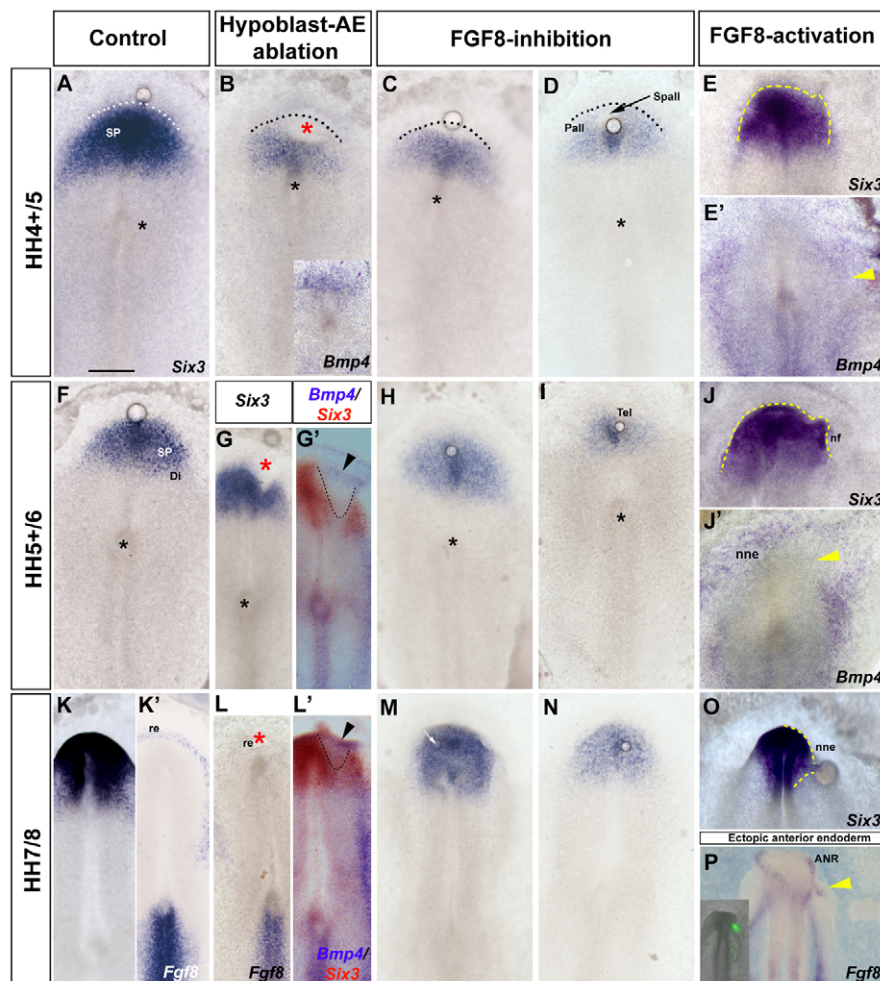 Control
Hypoblast-AE
ablation
FGF8-inhibition
FGF8-activation
HH4+/5
A
SP
*
Six3
B
*
*
Bmp4
C
*
D
Spall
Pall
*
E
Six3
E'
Bmp4
HH5+/6
F
SP
Di
*
Six3
Bmp4/
Six3
G
*
*
G'
H
*
I
Tel
*
J
nf
Six3
J'
nne
Bmp4
HH7/8
K
K'
re
Fgf8
L
re
*
Fgf8
L'
Bmp4/
Six3
M
N
O
nne
Six3
Ectopic anterior endoderm
P
ANR
Fgf8